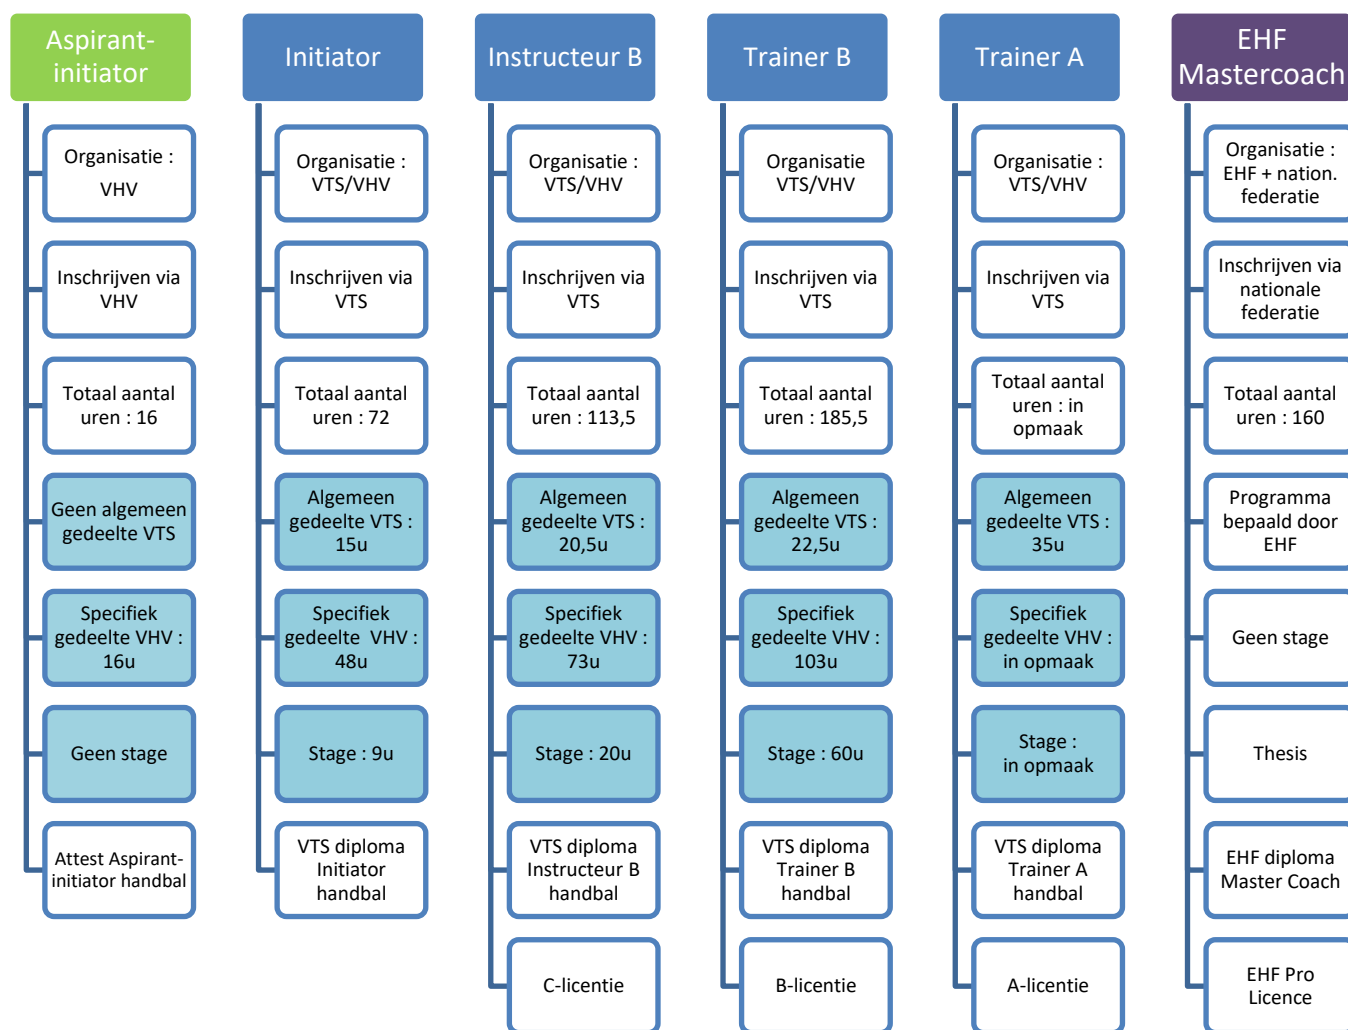 Aspirant-
initiator
Organisatie :
VHV
Inschrijven via
VHV
Totaal aantal
uren : 16
Geen algemeen
gedeelte VTS
Specifiek
gedeelte VHV :
16u
Geen stage
Attest Aspirant-
initiator handbal
Initiator
Organisatie :
VTS/VHV
Inschrijven via
VTS
Totaal aantal
uren : 72
Algemeen
gedeelte VTS :
15u
Specifiek
gedeelte VHV :
48u
Stage : 9u
VTS diploma
Initiator
handbal
Instructeur B
Organisatie :
VTS/VHV
Inschrijven via
VTS
Totaal aantal
uren : 113,5
Algemeen
gedeelte VTS :
20,5u
Specifiek
gedeelte VHV :
73u
Stage : 20u
VTS diploma
Instructeur B
handbal
C-licentie
Trainer B
Organisatie
VTS/VHV
Inschrijven via
VTS
Totaal aantal
uren : 185,5
Algemeen
gedeelte VTS :
22,5u
Specifiek
gedeelte VHV :
103u
Stage : 60u
VTS diploma
Trainer B
handbal
B-licentie
Trainer A
Organisatie :
VTS/VHV
Inschrijven via
VTS
Totaal aantal
uren : in
opmaak
Algemeen
gedeelte VTS :
35u
Specifiek
gedeelte VHV :
in opmaak
Stage :
in opmaak
VTS diploma
Trainer A
handbal
A-licentie
EHF
Mastercoach
Organisatie :
EHF + nation.
federatie
Inschrijven via
nationale
federatie
Totaal aantal
uren : 160
Programma
bepaald door
EHF
Geen stage
Thesis
EHF diploma
Master Coach
EHF Pro
Licence